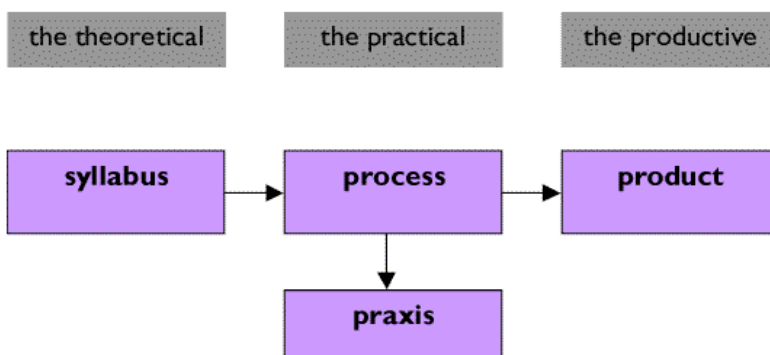 the theoretical
the practical
the productive
syllabus
process
product
praxis